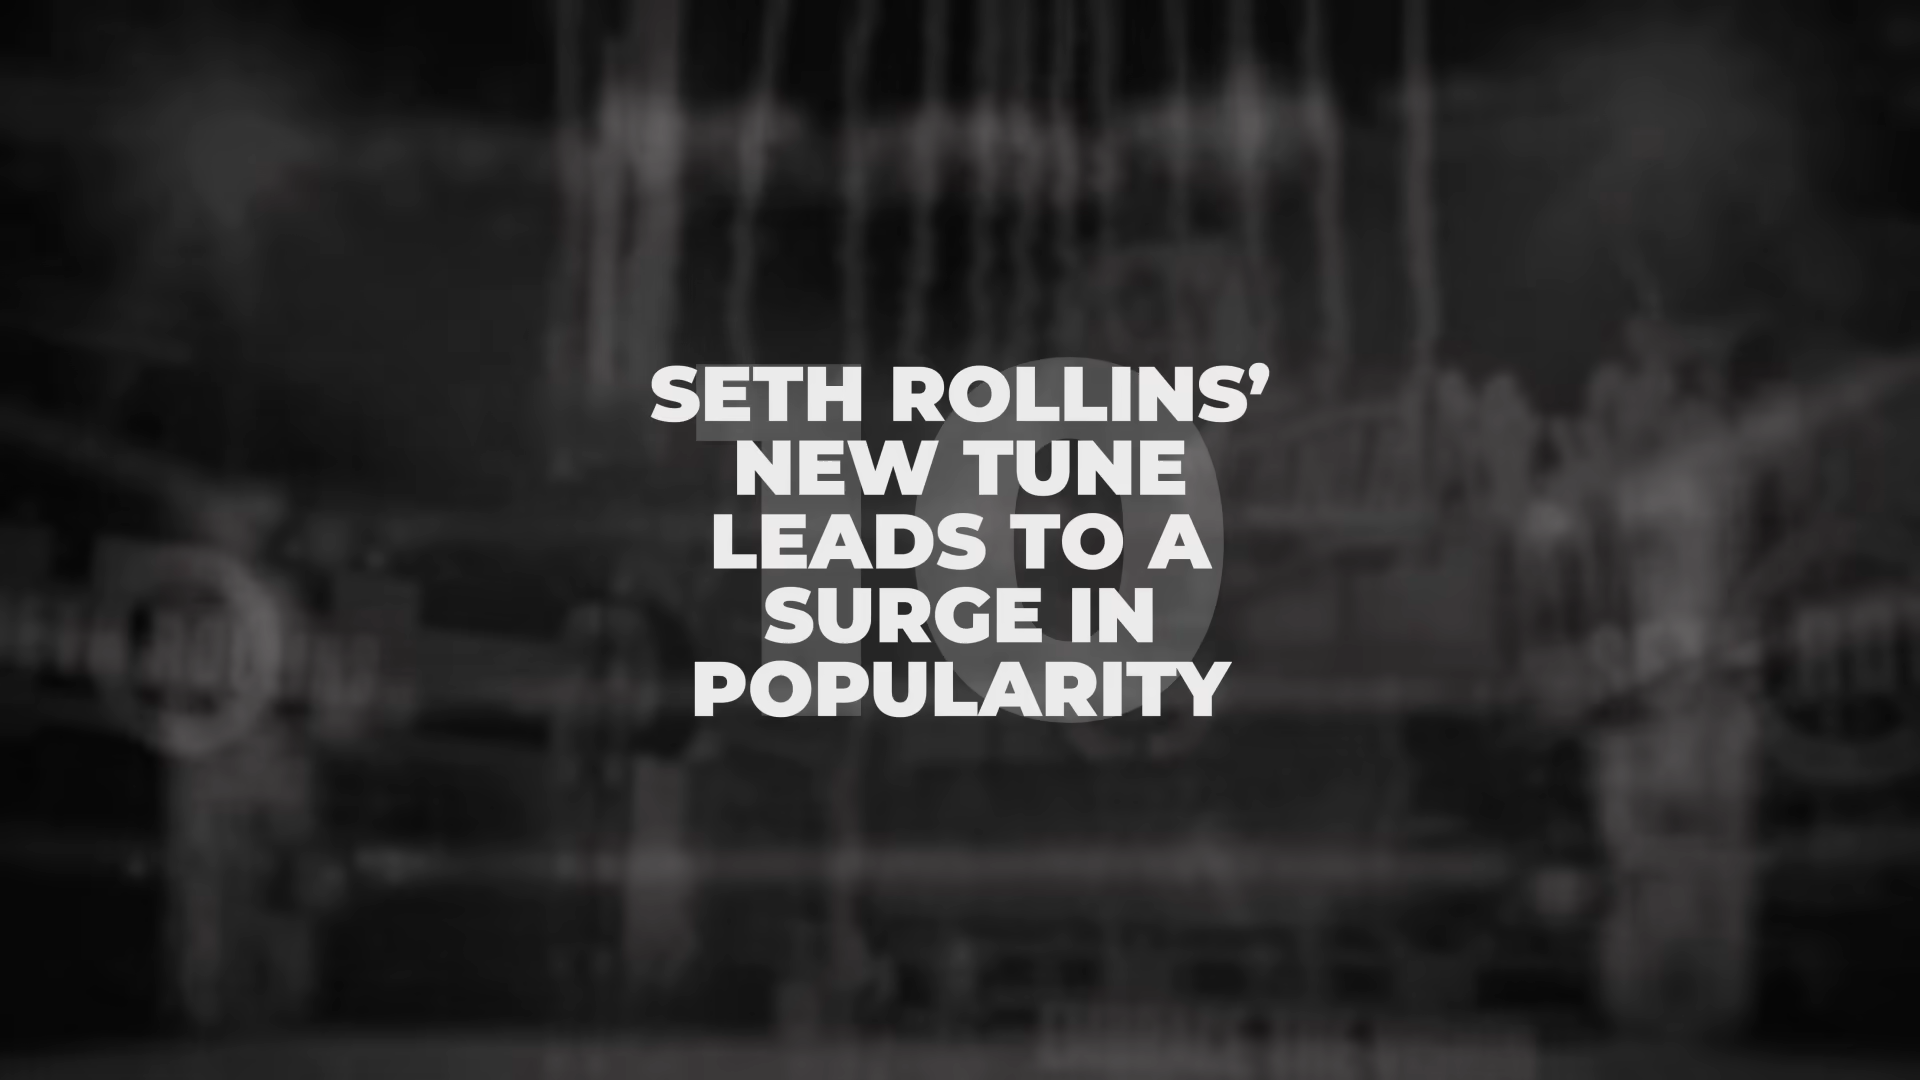 10
SETH ROLLINS’
NEW TUNE
LEADS TO A
SURGE IN
POPULARITY